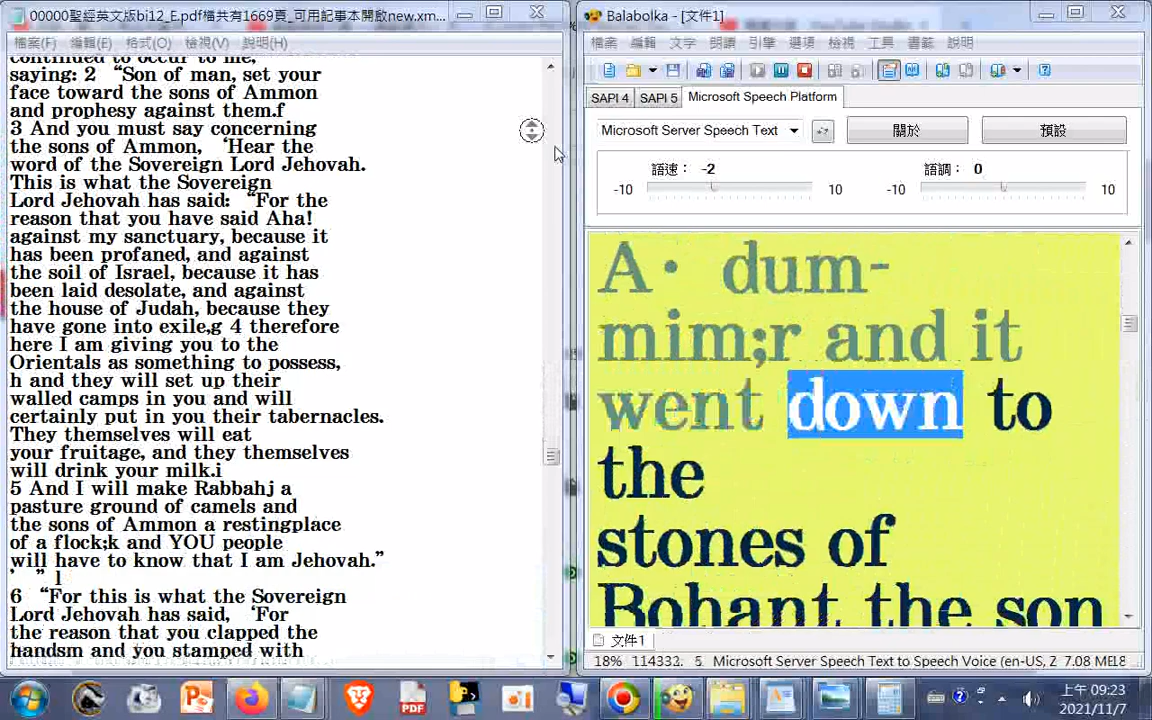 00000聖經英文版bi12_E.pdf檔共有1669頁_可用記事本開啟new.xm...
檔案(F) 編輯(E) 格式(O) 檢視(V) 說明(H)
continued to occur to me,
saying: 2 “Son of man, set your
face toward the sons of Ammon
and prophesy against them.f
3 And you must say concerning
the sons of Ammon, ‘Hear the
word of the Sovereign Lord Jehovah.
This is what the Sovereign
Lord Jehovah has said: “For the
reason that you have said Aha!
against my sanctuary, because it
has been profaned, and against
the soil of Israel, because it has
been laid desolate, and against
the house of Judah, because they
have gone into exile,g 4 therefore
here I am giving you to the
Orientals as something to possess,
h and they will set up their
walled camps in you and will
certainly put in you their tabernacles.
They themselves will eat
your fruitage, and they themselves
will drink your milk.i
5 And I will make Rabbahj a
pasture ground of camels and
the sons of Ammon a restingplace
of a flock;k and YOU people
will have to know that I am Jehovah.”
’ ”l
6 “For this is what the Sovereign
Lord Jehovah has said, ‘For
the reason that you clapped the
handsm and you stamped with
Balabolka - [文件1]
檔案 編輯 文字 朗讀 引擎 選項 檢視 工具 書籤 說明
SAPI 4 SAPI 5 Microsoft Speech Platform
Microsoft Server Speech Text 關於 預設
語速： -2 語調： 0
-10 10 -10 10
A· dum-
mim;r and it
went down to
the
stones of
Bohant the son
文件1
18% 114332. 5. Microsoft Server Speech Text to Speech Voice (en-US, Z 7.08 MЕ18
上午 09:23
2021/11/7